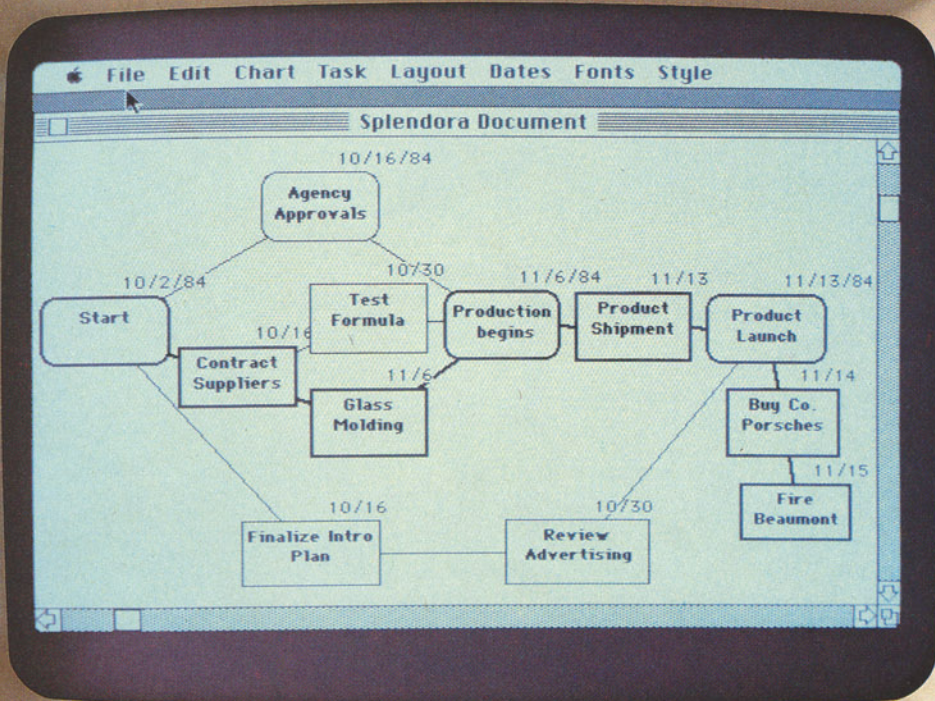 File Edit Chart Task Layout Dates Fonts Style
Splendora Document
10/16/84
Agency
Approvals
10/2/84
Start
10/30
Test
Formula
11/6/84
Production
begins
11/13
Product
Shipment
11/13/84
Product
Launch
10/16
Contract
Suppliers
11/6
Glass
Molding
11/14
Buy Co.
Porsches
11/15
Fire
Beaumont
10/16
Finalize Intro
Plan
10/30
Review
Advertising